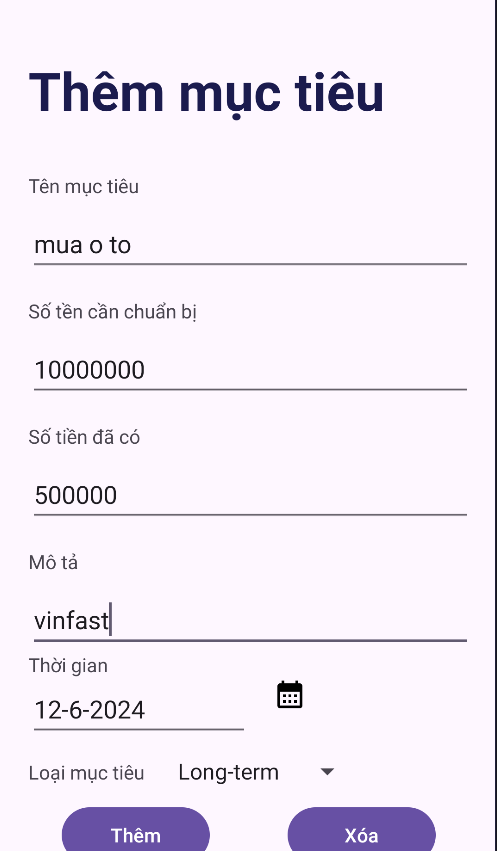 Thêm mục tiêu
Tên mục tiêu
mua o to
Số tền cần chuẩn bị
10000000
Số tiền đã có
500000
Mô tả
vinfast
Thời gian
12-6-2024
Loại mục tiêu Long-term
Thêm Xóa